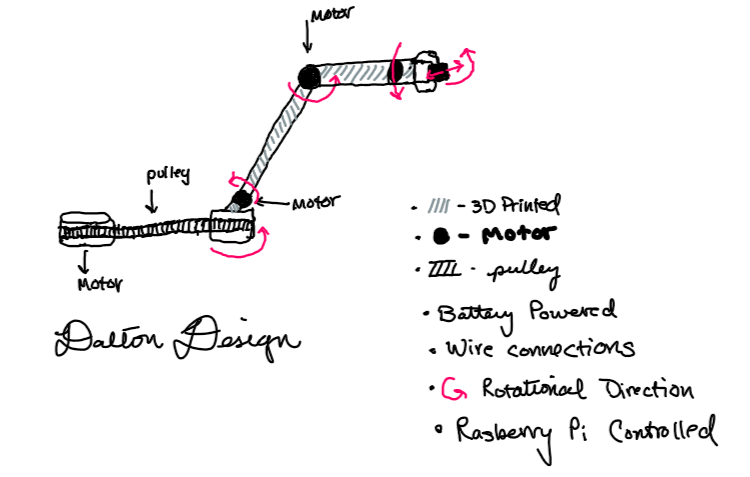 Motor
pulley
Motor
Motor
Dalton Design
- 3D Printed
- Motor
- pulley
Battery Powered
Wire connections
Rotational Direction
Rasberry Pi Controlled